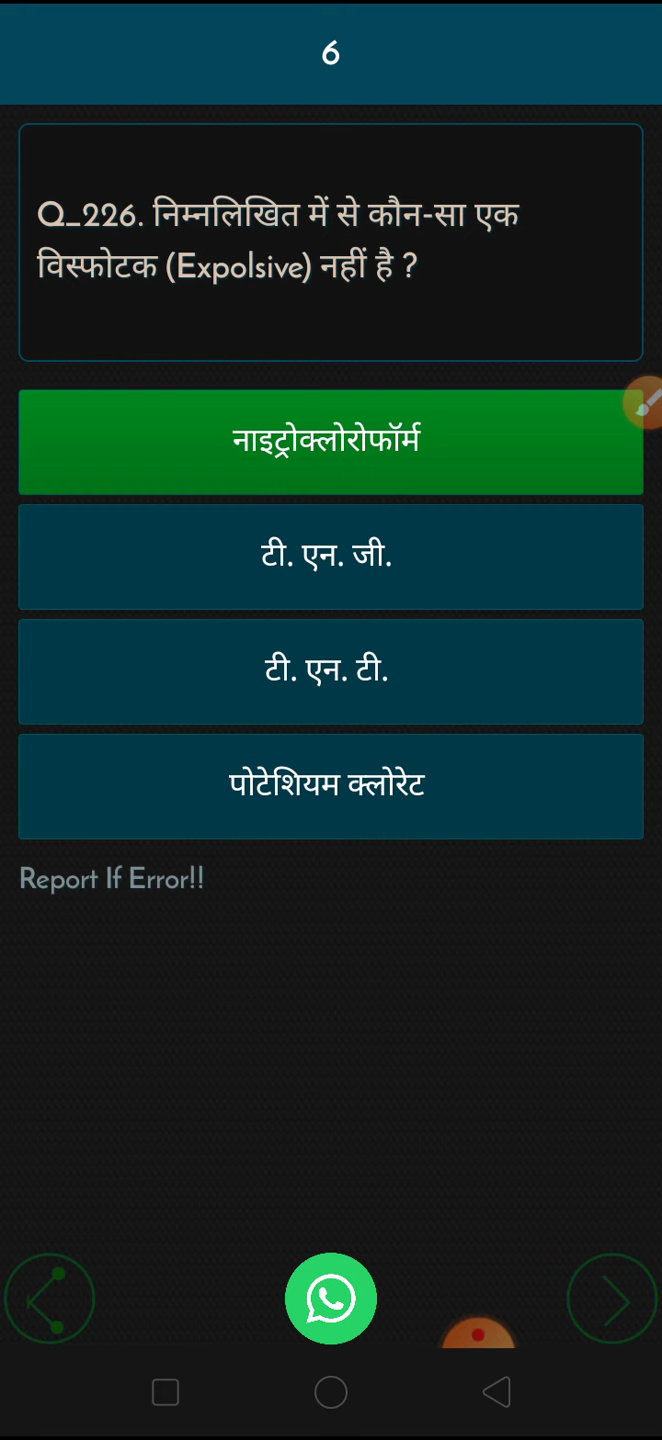 6
Q_226. निम्नलिखित में से कौन-सा एक
विस्फोटक (Expolsive) नहीं है ?
नाइट्रोक्लोरोफॉर्म
टी. एन. जी.
टी. एन. टी.
पोटेशियम क्लोरेट
Report If Error!!